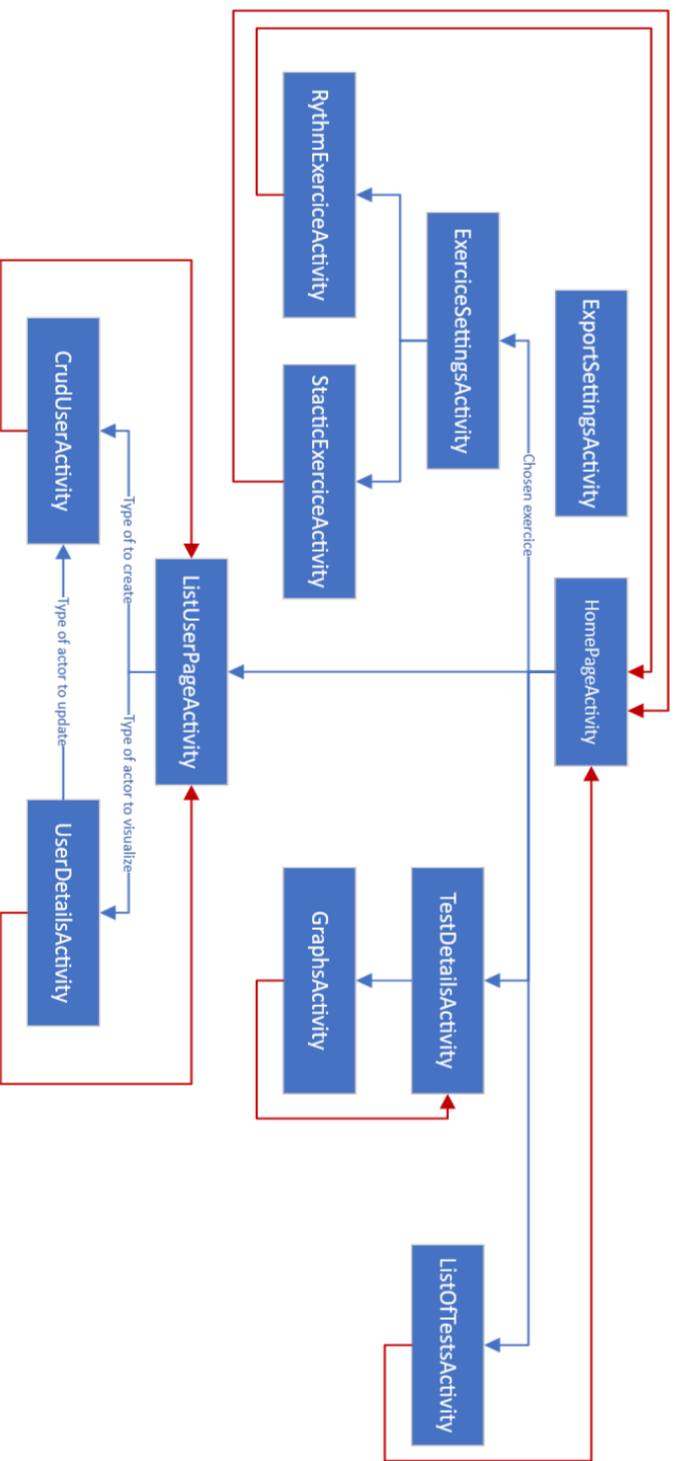 ExportSettingsActivity
HomePageActivity
Chosen exercice
ExerciceSettingsActivity
TestDetailsActivity
ListOfTestsActivity
RythmExerciceActivity
StacticExerciceActivity
GraphsActivity
ListUserPageActivity
Type of to create
Type of actor to visualize
CrudUserActivity
Type of actor to update
UserDetailsActivity